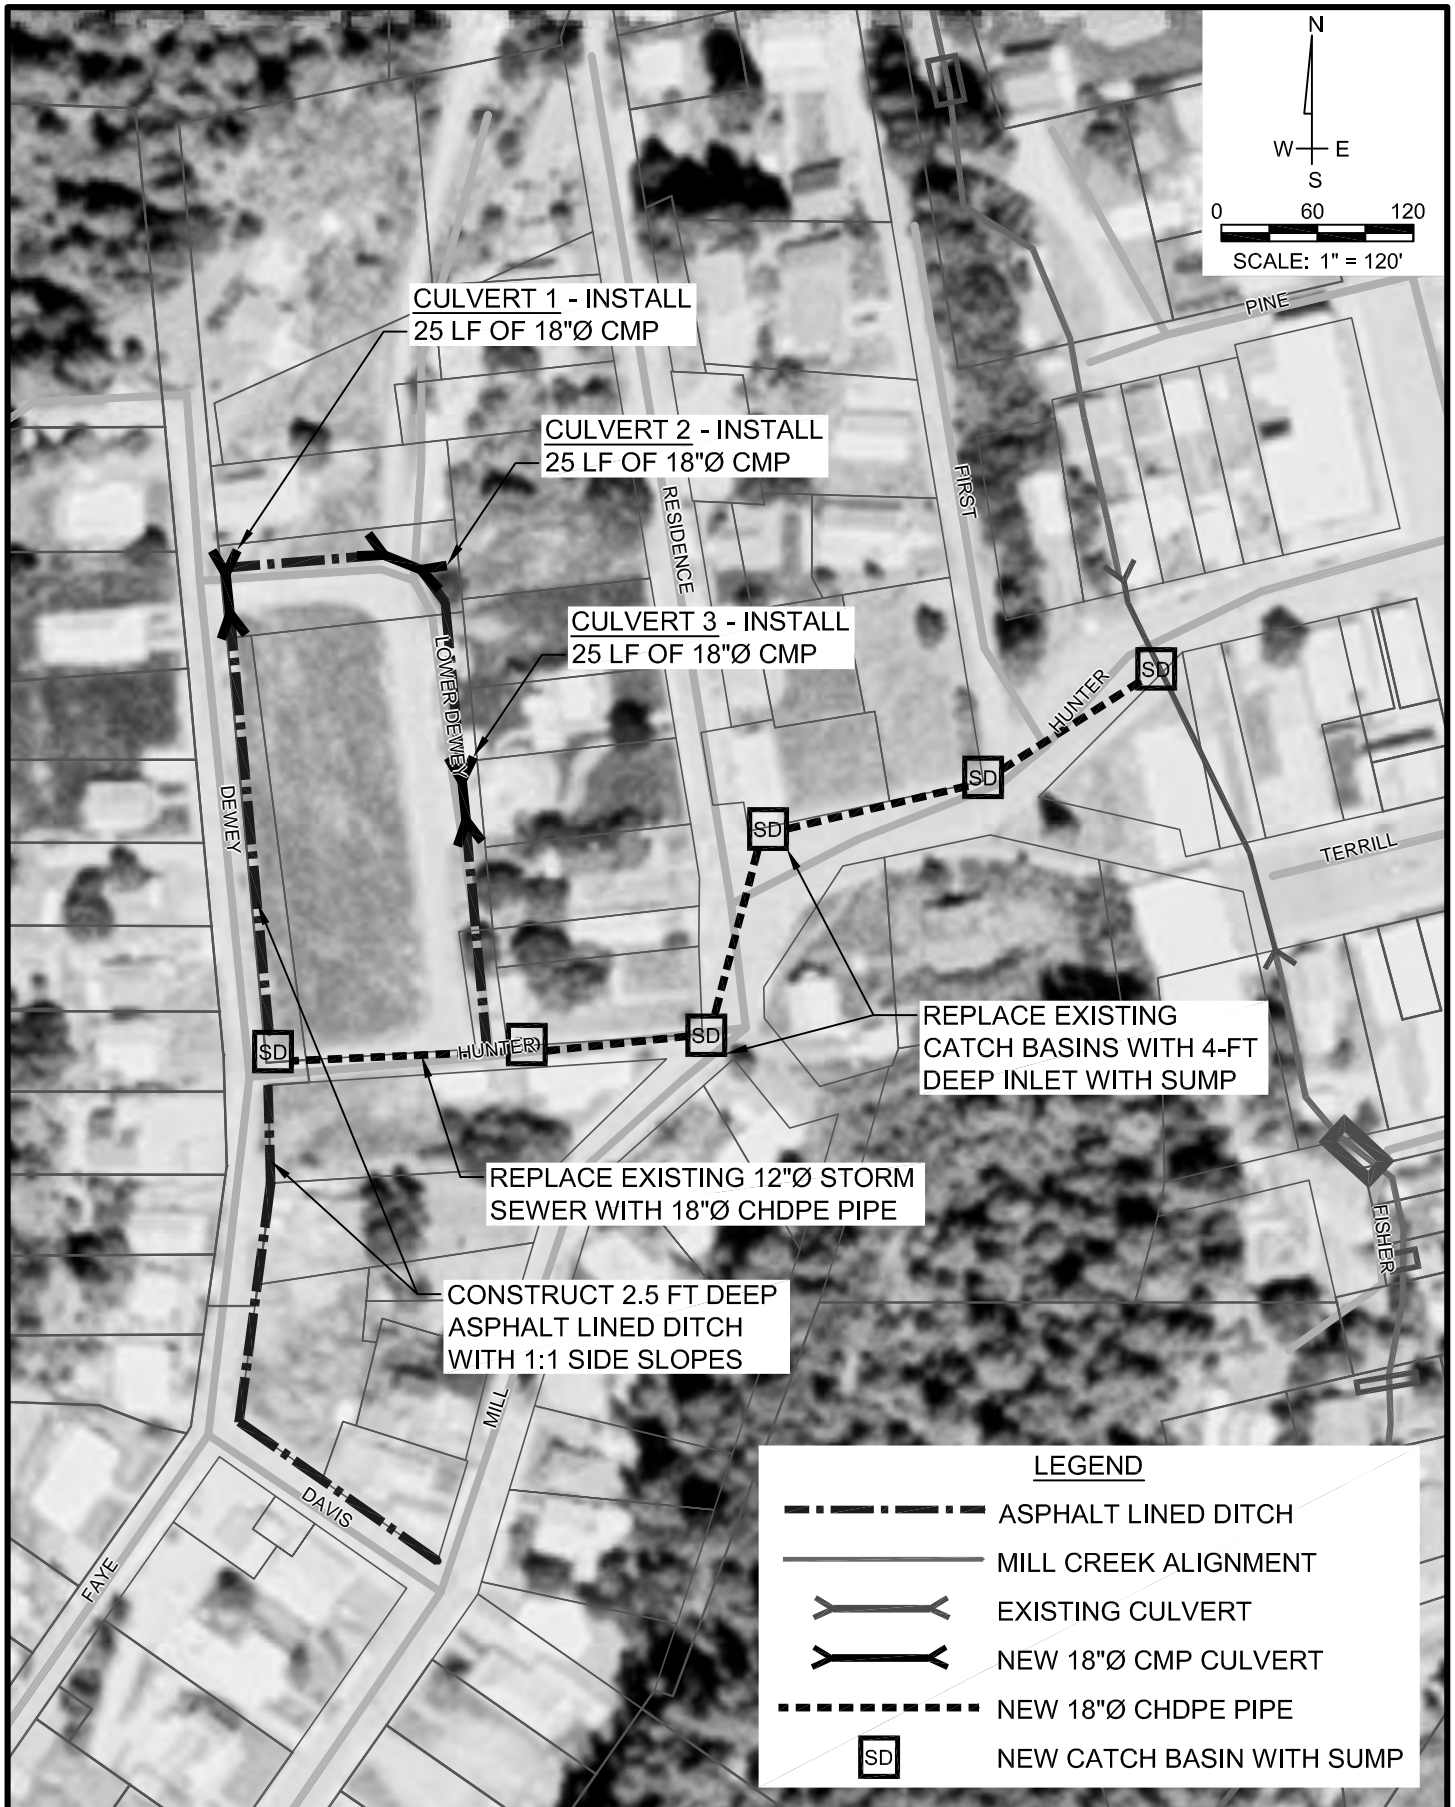 N
W E
S
0 60 120
SCALE: 1" = 120'
PINE
CULVERT 1 - INSTALL
25 LF OF 18"Ø CMP
CULVERT 2 - INSTALL
25 LF OF 18"Ø CMP
RESIDENCE
FIRST
CULVERT 3 - INSTALL
25 LF OF 18"Ø CMP
LOWER DEWEY
HUNTER
SD
SD
SD
DEWEY
TERRILL
SD
HUNTER
SD
REPLACE EXISTING
CATCH BASINS WITH 4-FT
DEEP INLET WITH SUMP
REPLACE EXISTING 12"Ø STORM
SEWER WITH 18"Ø CHDPE PIPE
FISHER
CONSTRUCT 2.5 FT DEEP
ASPHALT LINED DITCH
WITH 1:1 SIDE SLOPES
MILL
DAVIS
FAYE
LEGEND
ASPHALT LINED DITCH
MILL CREEK ALIGNMENT
EXISTING CULVERT
NEW 18"Ø CMP CULVERT
NEW 18"Ø CHDPE PIPE
SD NEW CATCH BASIN WITH SUMP